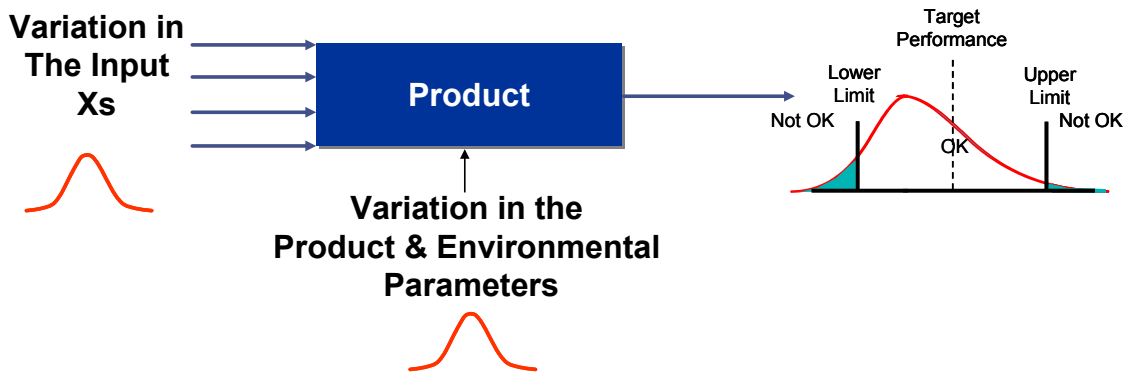 Variation in
The Input
Xs
Product
Variation in the
Product & Environmental
Parameters
Target
Performance
Lower
Limit
Upper
Limit
Not OK
Not OK
OK